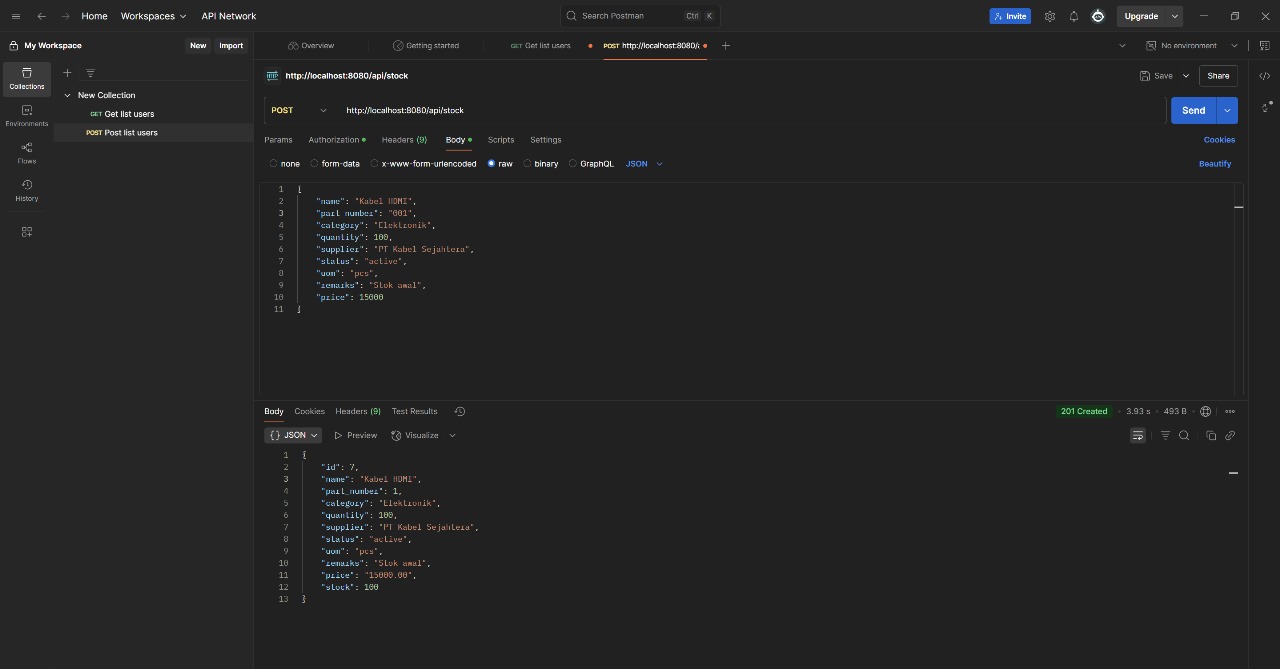 Home Workspaces API Network Search Postman Ctrl K Invite Upgrade
My Workspace New Import Overview Getting started GET Get list users POST http://localhost:8080/a No environment
Collections
New Collection
GET Get list users
POST Post list users
Environments
Flows
History
http://localhost:8080/api/stock Save Share
POST http://localhost:8080/api/stock Send
Params Authorization Headers (9) Body Scripts Settings Cookies
none form-data x-www-form-urlencoded raw binary GraphQL JSON Beautify
1 {
2 "name": "Kabel HDMI",
3 "part_number": "001",
4 "category": "Elektronik",
5 "quantity": 100,
6 "supplier": "PT Kabel Sejahtera",
7 "status": "active",
8 "uom": "pcs",
9 "remarks": "Stok awal",
10 "price": 15000
11 }
Body Cookies Headers (9) Test Results 201 Created • 3.93 s • 493 B
{} JSON Preview Visualize
1 {
2 "id": 7,
3 "name": "Kabel HDMI",
4 "part_number": 1,
5 "category": "Elektronik",
6 "quantity": 100,
7 "supplier": "PT Kabel Sejahtera",
8 "status": "active",
9 "uom": "pcs",
10 "remarks": "Stok awal",
11 "price": "15000.00",
12 "stock": 100
13 }